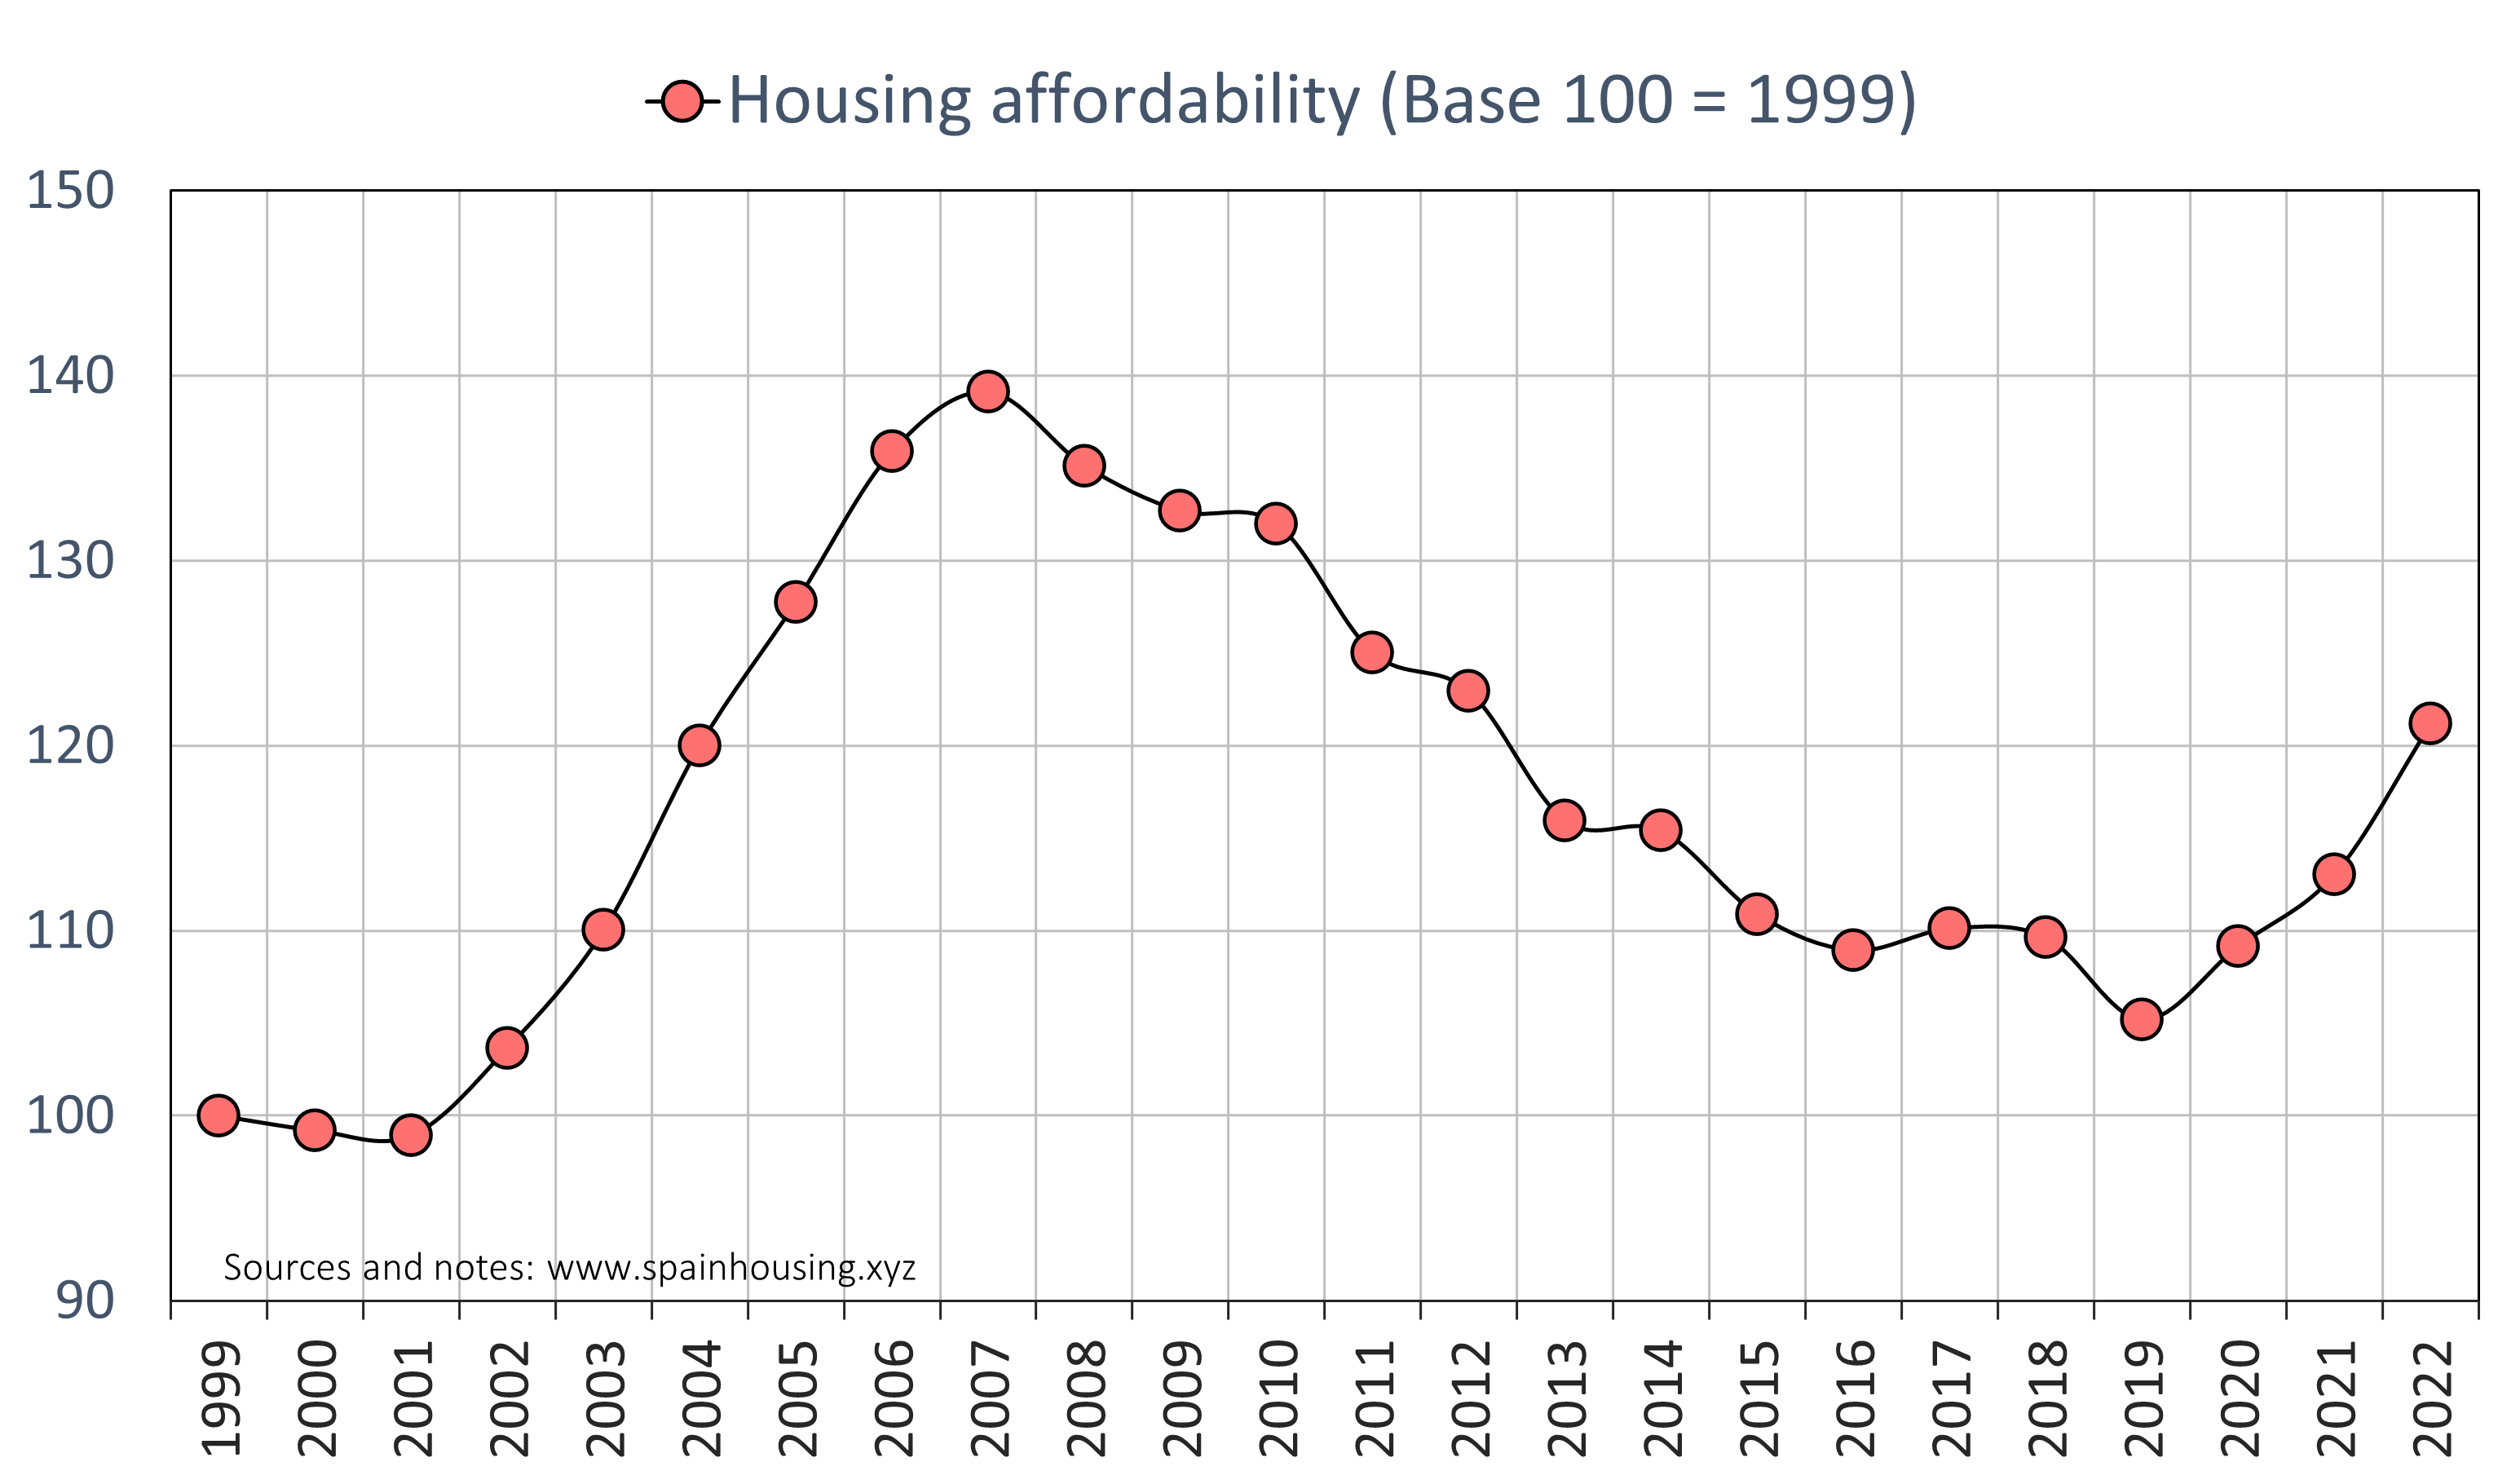 Housing affordability (Base 100 = 1999)
150
140
130
120
110
100
90
Sources and notes: www.spainhousing.xyz
1999 2000 2001 2002 2003 2004 2005 2006 2007 2008 2009 2010 2011 2012 2013 2014 2015 2016 2017 2018 2019 2020 2021 2022